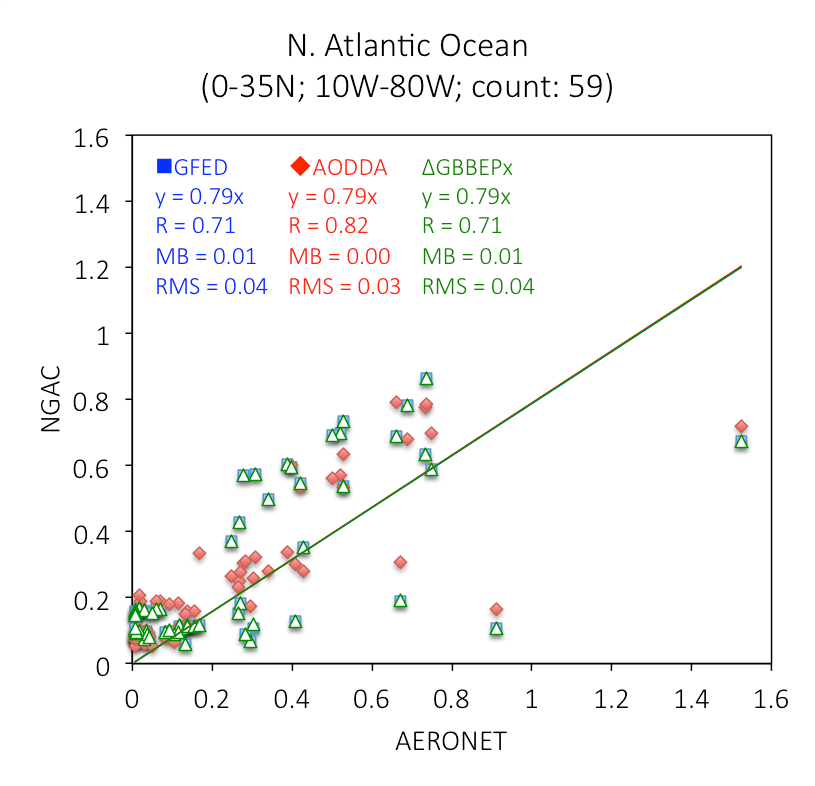 N. Atlantic Ocean
(0-35N; 10W-80W; count: 59)
GFED AODDA ΔGBBEPx
y = 0.79x y = 0.79x y = 0.79x
R = 0.71 R = 0.82 R = 0.71
MB = 0.01 MB = 0.00 MB = 0.01
RMS = 0.04 RMS = 0.03 RMS = 0.04
1.6
1.4
1.2
1
0.8
0.6
0.4
0.2
0
NGAC
0 0.2 0.4 0.6 0.8 1 1.2 1.4 1.6
AERONET